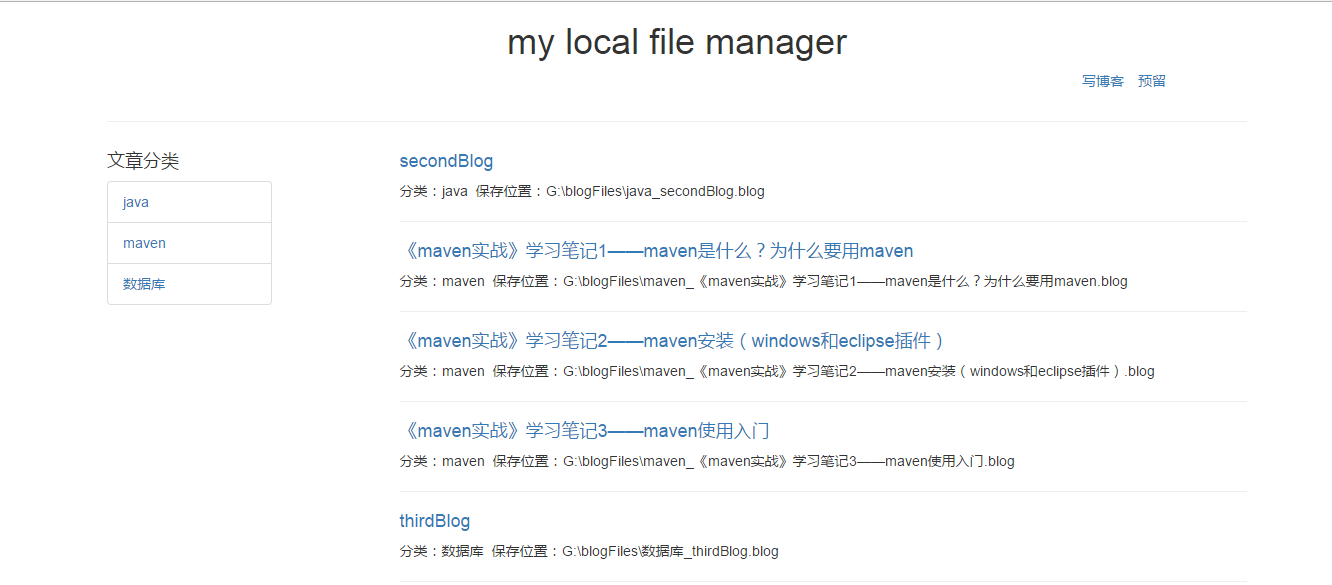 my local file manager
写博客 预留
文章分类
java
maven
数据库
secondBlog
分类：java 保存位置：G:\blogFiles\java_secondBlog.blog
《maven实战》学习笔记1——maven是什么？为什么要用maven
分类：maven 保存位置：G:\blogFiles\maven_《maven实战》学习笔记1——maven是什么？为什么要用maven.blog
《maven实战》学习笔记2——maven安装（windows和eclipse插件）
分类：maven 保存位置：G:\blogFiles\maven_《maven实战》学习笔记2——maven安装（windows和eclipse插件）.blog
《maven实战》学习笔记3——maven使用入门
分类：maven 保存位置：G:\blogFiles\maven_《maven实战》学习笔记3——maven使用入门.blog
thirdBlog
分类：数据库 保存位置：G:\blogFiles\数据库_thirdBlog.blog